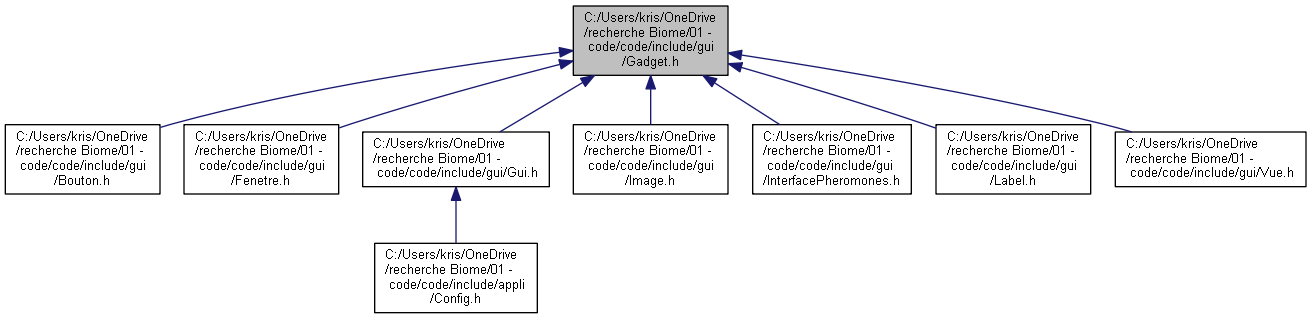 C:/Users/kris/OneDrive
/recherche Biome/01 -
code/code/include/gui
/Gadget.h
C:/Users/kris/OneDrive
/recherche Biome/01 -
code/code/include/gui
/Bouton.h
C:/Users/kris/OneDrive
/recherche Biome/01 -
code/code/include/gui
/Fenetre.h
C:/Users/kris/OneDrive
/recherche Biome/01 -
code/code/include/gui/Gui.h
C:/Users/kris/OneDrive
/recherche Biome/01 -
code/code/include/gui
/Image.h
C:/Users/kris/OneDrive
/recherche Biome/01 -
code/code/include/gui
/InterfacePheromones.h
C:/Users/kris/OneDrive
/recherche Biome/01 -
code/code/include/gui
/Label.h
C:/Users/kris/OneDrive
/recherche Biome/01 -
code/code/include/gui/Vue.h
C:/Users/kris/OneDrive
/recherche Biome/01 -
code/code/include/appli
/Config.h